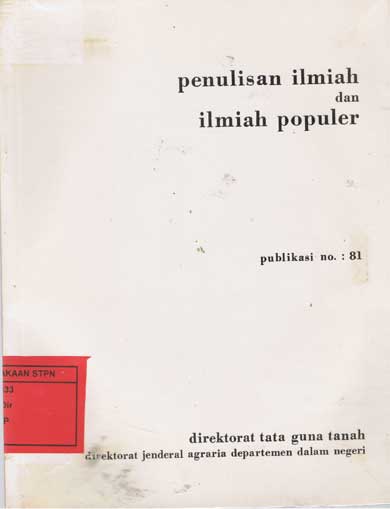 penulisan ilmiah
dan
ilmiah populer
publikasi no. : 81
AKAAN STPN
33
Dir
p
direktorat tata guna tanah
direktorat jenderal agraria departemen dalam negeri